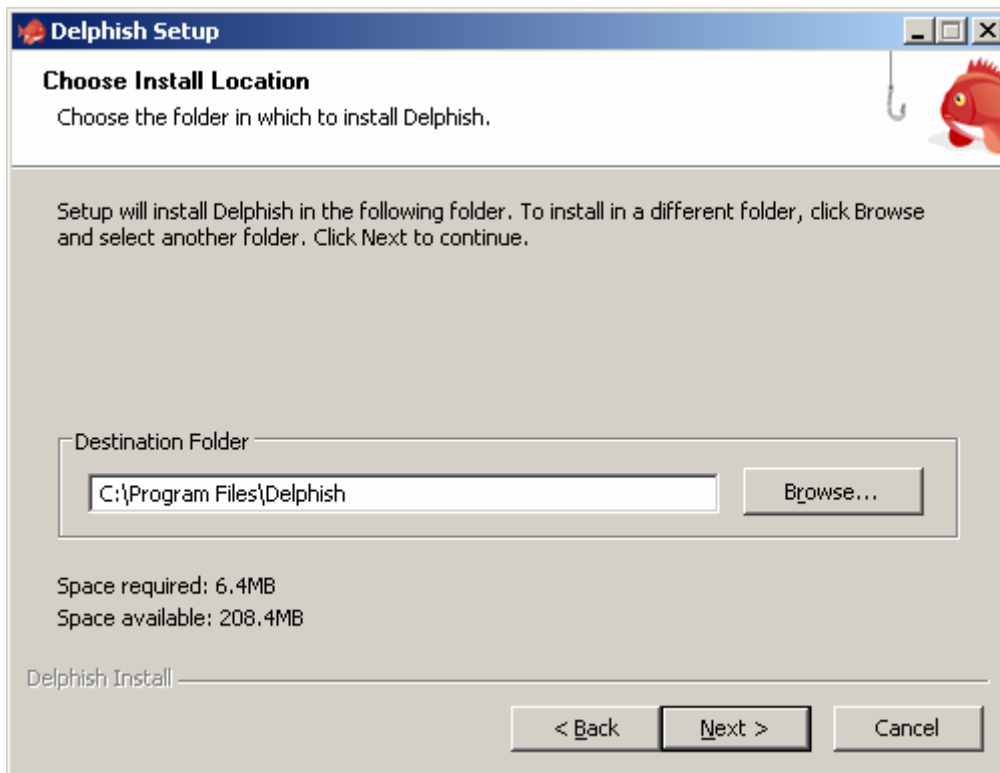 Delphish Setup
Choose Install Location
Choose the folder in which to install Delphish.
Setup will install Delphish in the following folder. To install in a different folder, click Browse
and select another folder. Click Next to continue.
Destination Folder
C:\Program Files\Delphish
Browse...
Space required: 6.4MB
Space available: 208.4MB
Delphish Install
< Back
Next >
Cancel